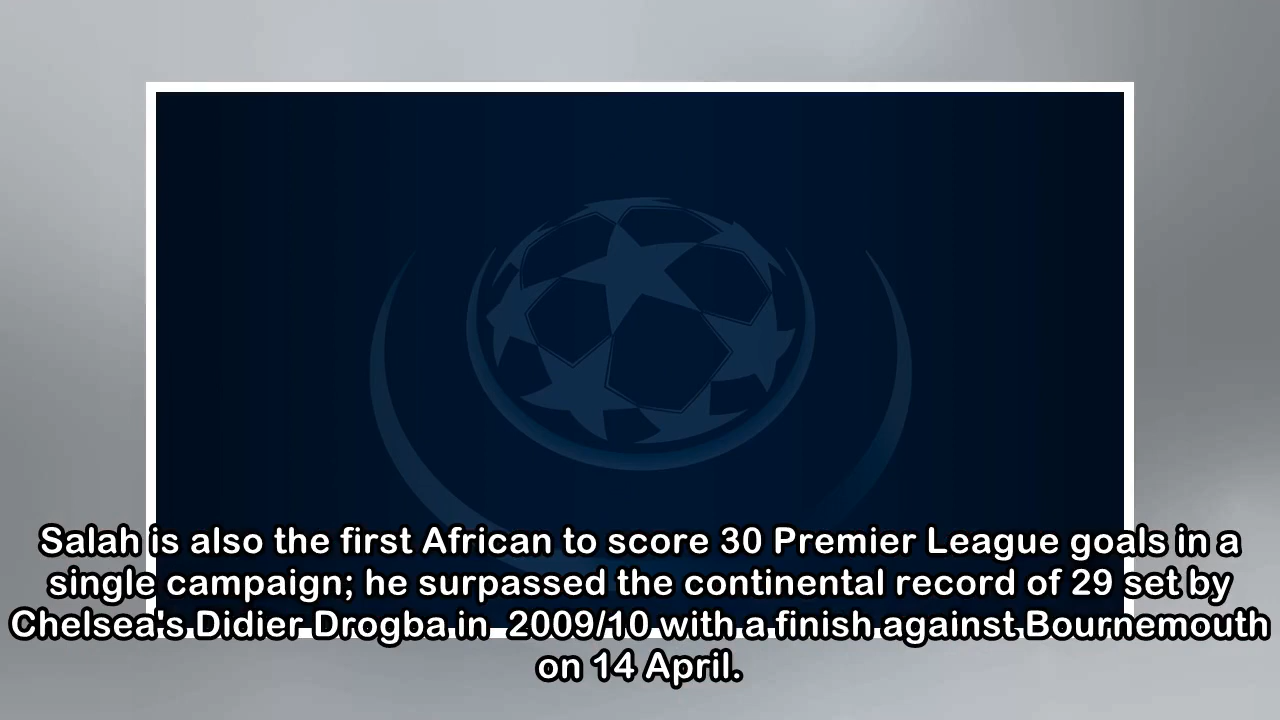 Salah is also the first African to score 30 Premier League goals in a
single campaign; he surpassed the continental record of 29 set by
Chelsea's Didier Drogba in  2009/10 with a finish against Bournemouth
on 14 April.